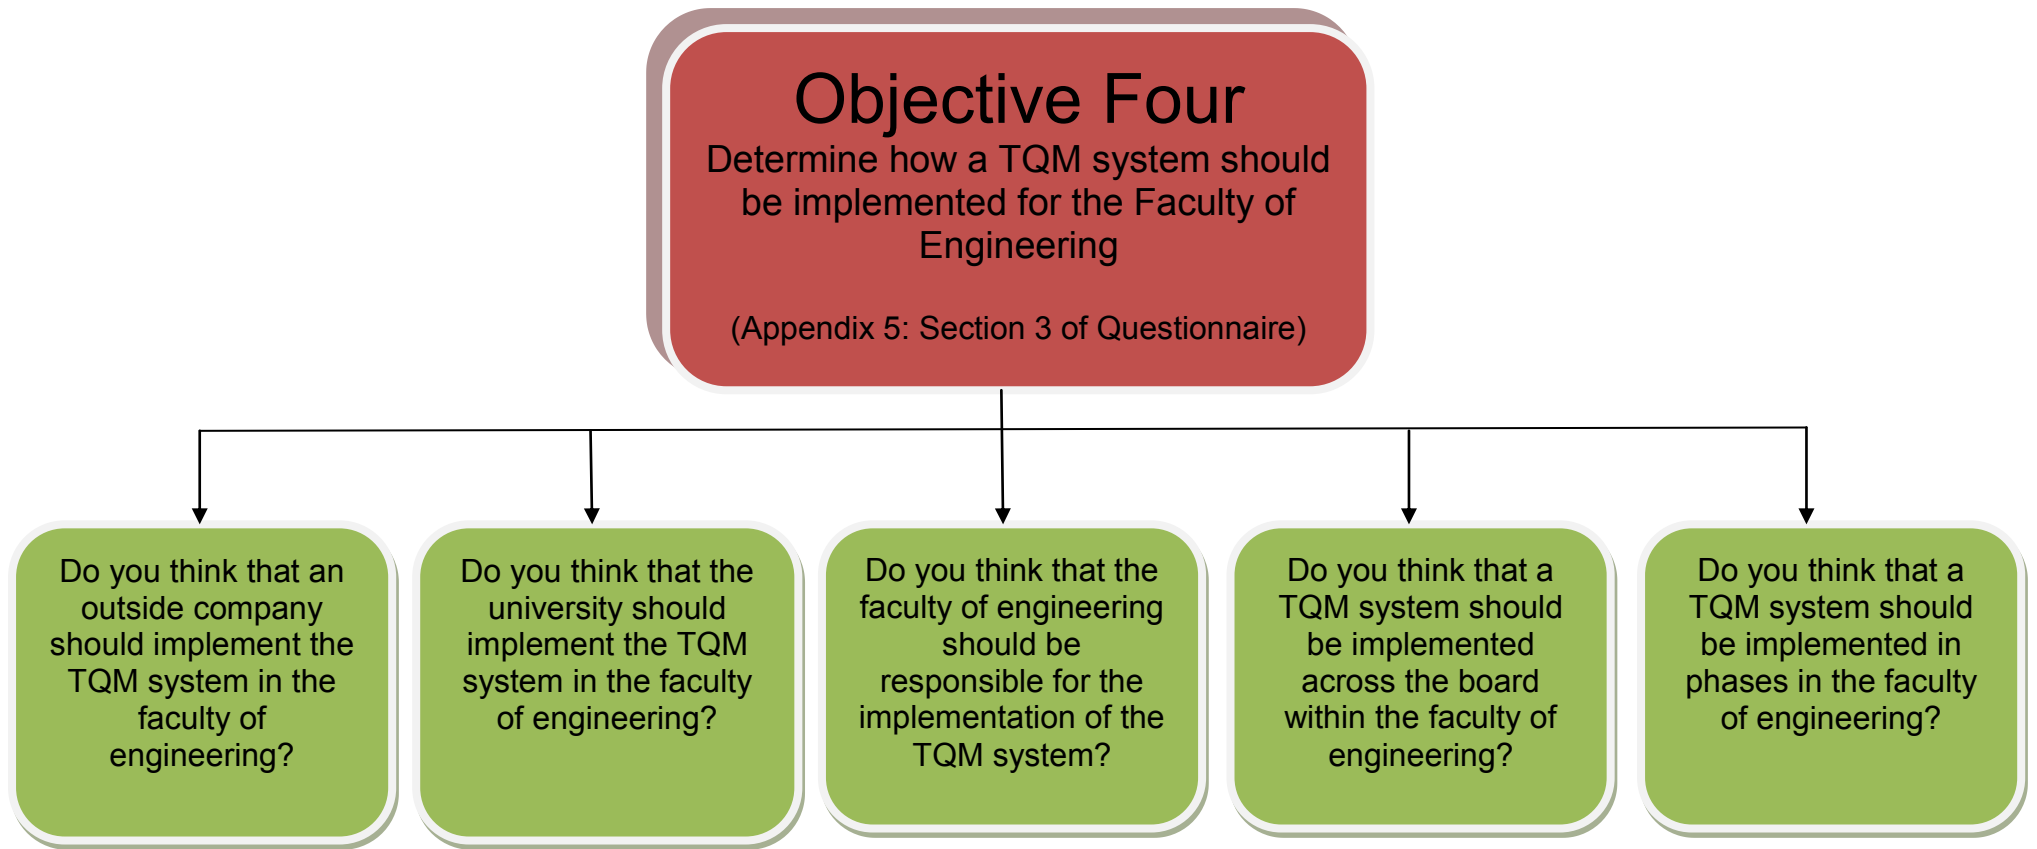 Objective Four
Determine how a TQM system should
be implemented for the Faculty of
Engineering
(Appendix 5: Section 3 of Questionnaire)
Do you think that an
outside company
should implement the
TQM system in the
faculty of
engineering?
Do you think that the
university should
implement the TQM
system in the faculty
of engineering?
Do you think that the
faculty of engineering
should be
responsible for the
implementation of the
TQM system?
Do you think that a
TQM system should
be implemented
across the board
within the faculty of
engineering?
Do you think that a
TQM system should
be implemented in
phases in the faculty
of engineering?